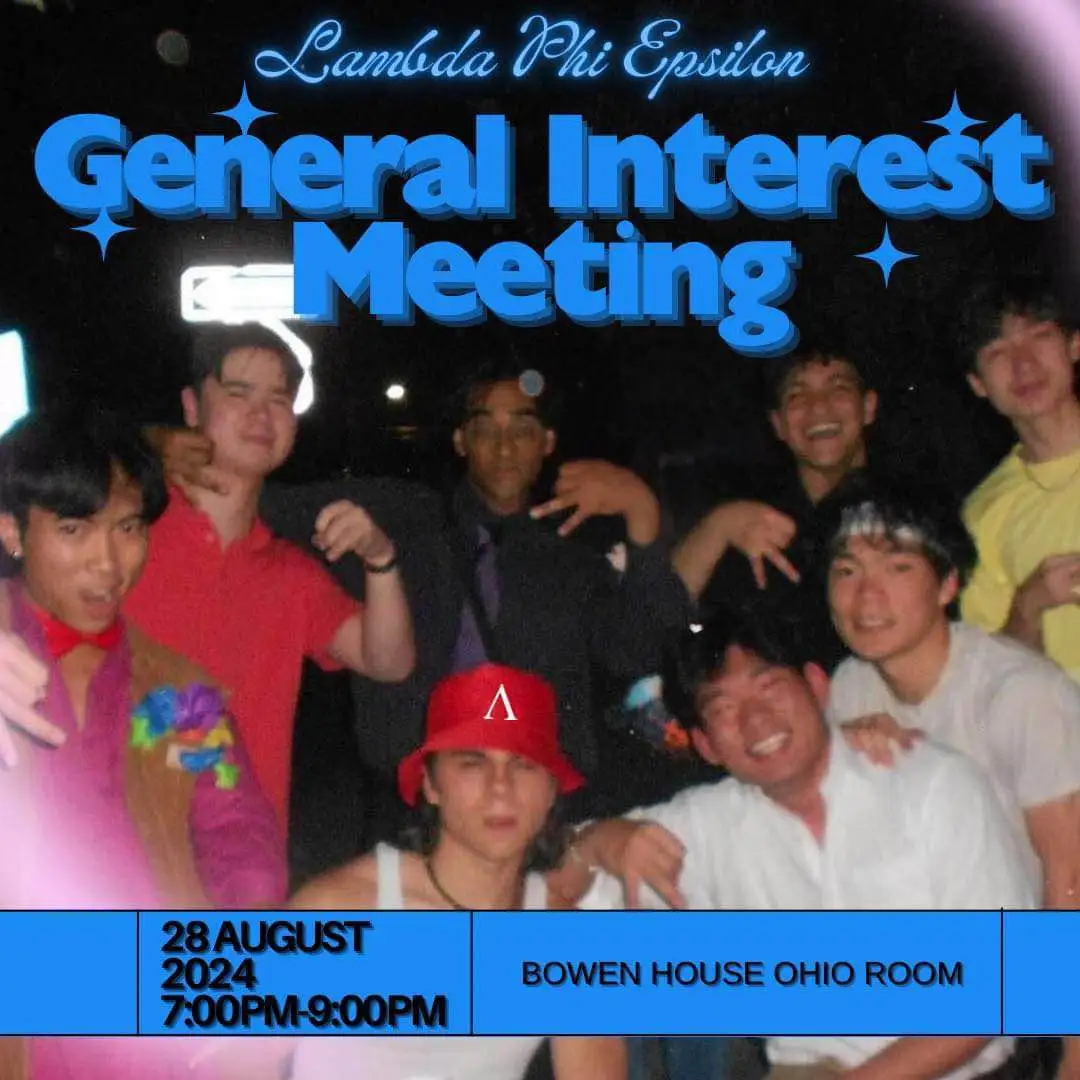 Lambda Phi Epsilon
General Interest
Meeting
Λ
28 AUGUST
2024
7:00PM-9:00PM
BOWEN HOUSE OHIO ROOM